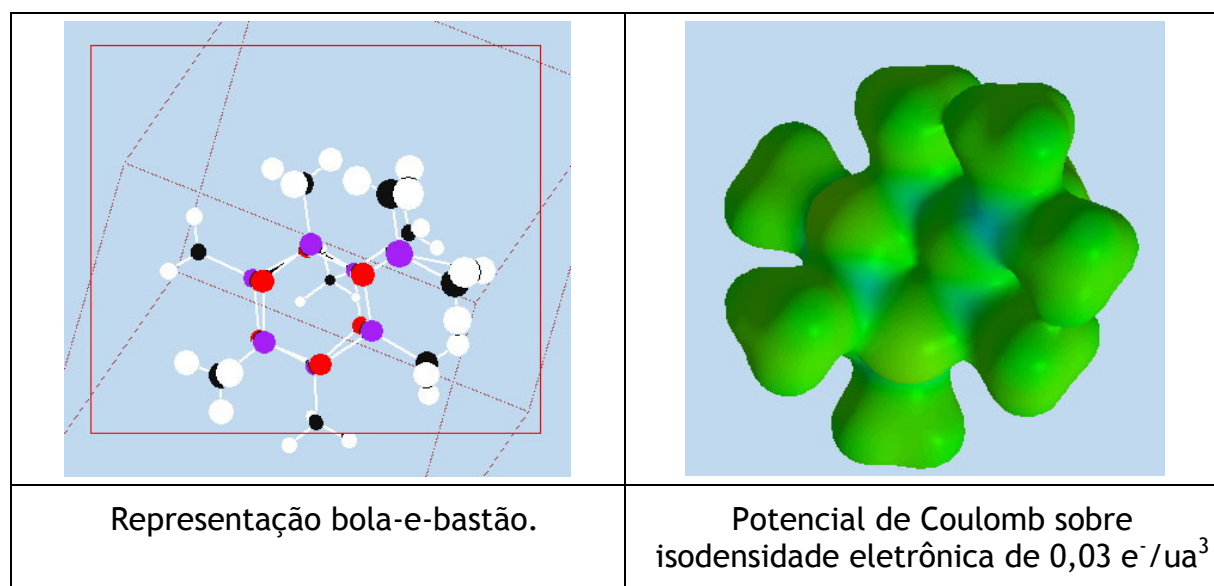 Representação bola-e-bastão.
Potencial de Coulomb sobre
isodensidade eletrônica de 0,03 e⁻/ua³